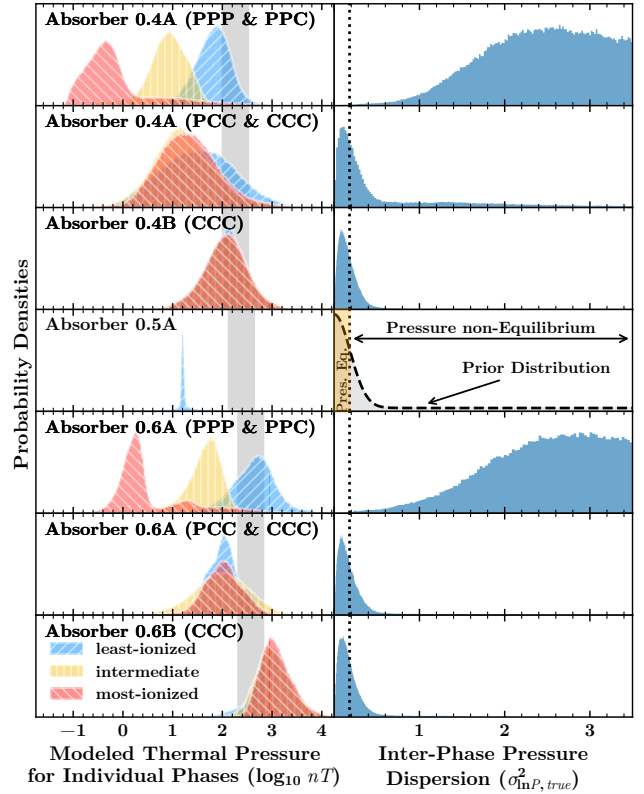 Absorber 0.4A (PPP & PPC)
Absorber 0.4A (PCC & CCC)
Absorber 0.4B (CCC)
Absorber 0.5A
Pres. Eq.
Pressure non-Equilibrium
Prior Distribution
Absorber 0.6A (PPP & PPC)
Absorber 0.6A (PCC & CCC)
Absorber 0.6B (CCC)
least-ionized
intermediate
most-ionized
Probability Densities
−1 0 1 2 3 4
1 2 3
Modeled Thermal Pressure
for Individual Phases (log₁₀ nT)
Inter-Phase Pressure
Dispersion (σ²lnP, true)